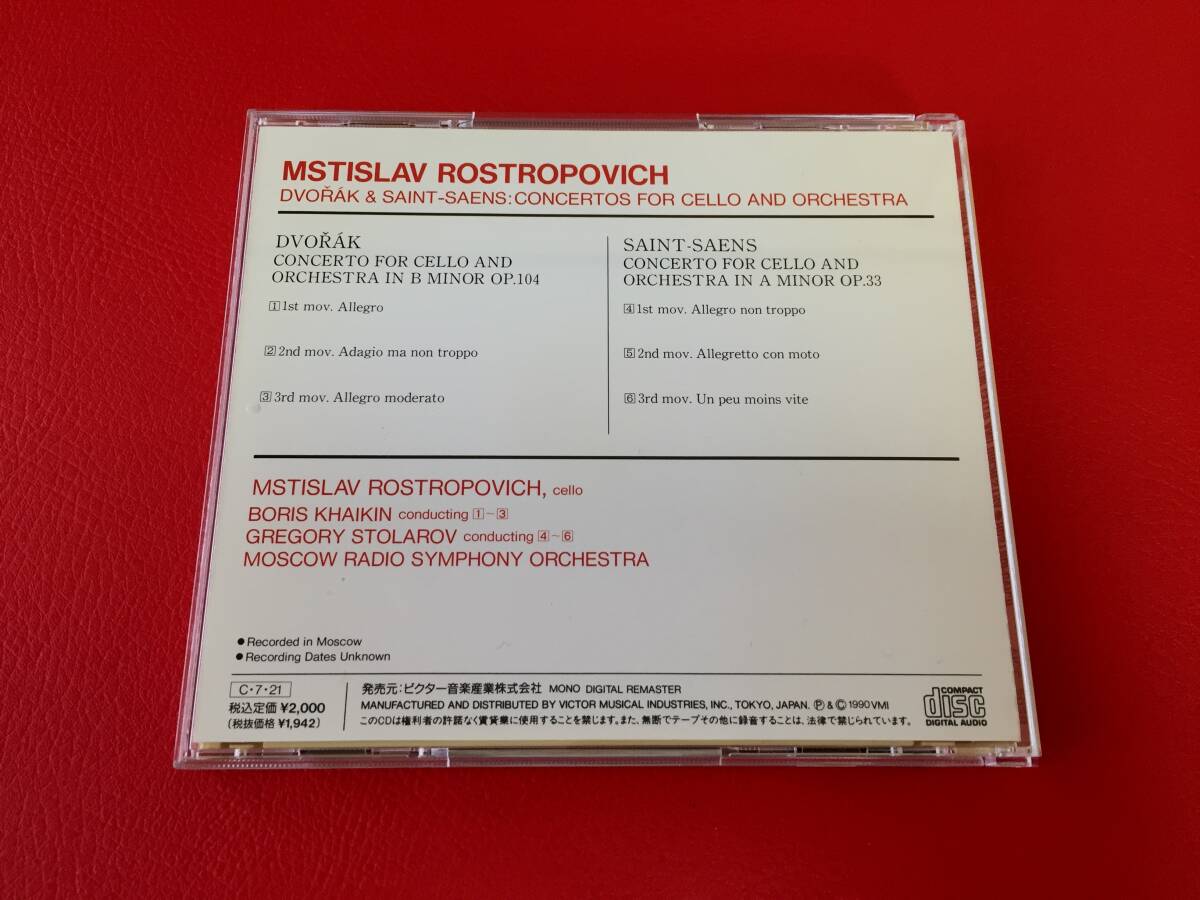 MSTISLAV ROSTROPOVICH
DVOŘÁK & SAINT-SAENS: CONCERTOS FOR CELLO AND ORCHESTRA
DVOŘÁK
CONCERTO FOR CELLO AND
ORCHESTRA IN B MINOR OP.104
1 1st mov. Allegro
2 2nd mov. Adagio ma non troppo
3 3rd mov. Allegro moderato
SAINT-SAENS
CONCERTO FOR CELLO AND
ORCHESTRA IN A MINOR OP.33
4 1st mov. Allegro non troppo
5 2nd mov. Allegretto con moto
6 3rd mov. Un peu moins vite
MSTISLAV ROSTROPOVICH, cello
BORIS KHAIKIN conducting 1~3
GREGORY STOLAROV conducting 4~6
MOSCOW RADIO SYMPHONY ORCHESTRA
● Recorded in Moscow
● Recording Dates Unknown
C・7・21
税込定価 ¥2,000
(税抜価格 ¥1,942)
発売元:ビクター音楽産業株式会社 MONO DIGITAL REMASTER
MANUFACTURED AND DISTRIBUTED BY VICTOR MUSICAL INDUSTRIES, INC., TOKYO, JAPAN. Ⓟ & © 1990 VMI
このCDは権利者の許諾なく賃貸業に使用することを禁じます。また、無断でテープその他に録音することは、法律で禁じられています。
COMPACT
disc
DIGITAL AUDIO